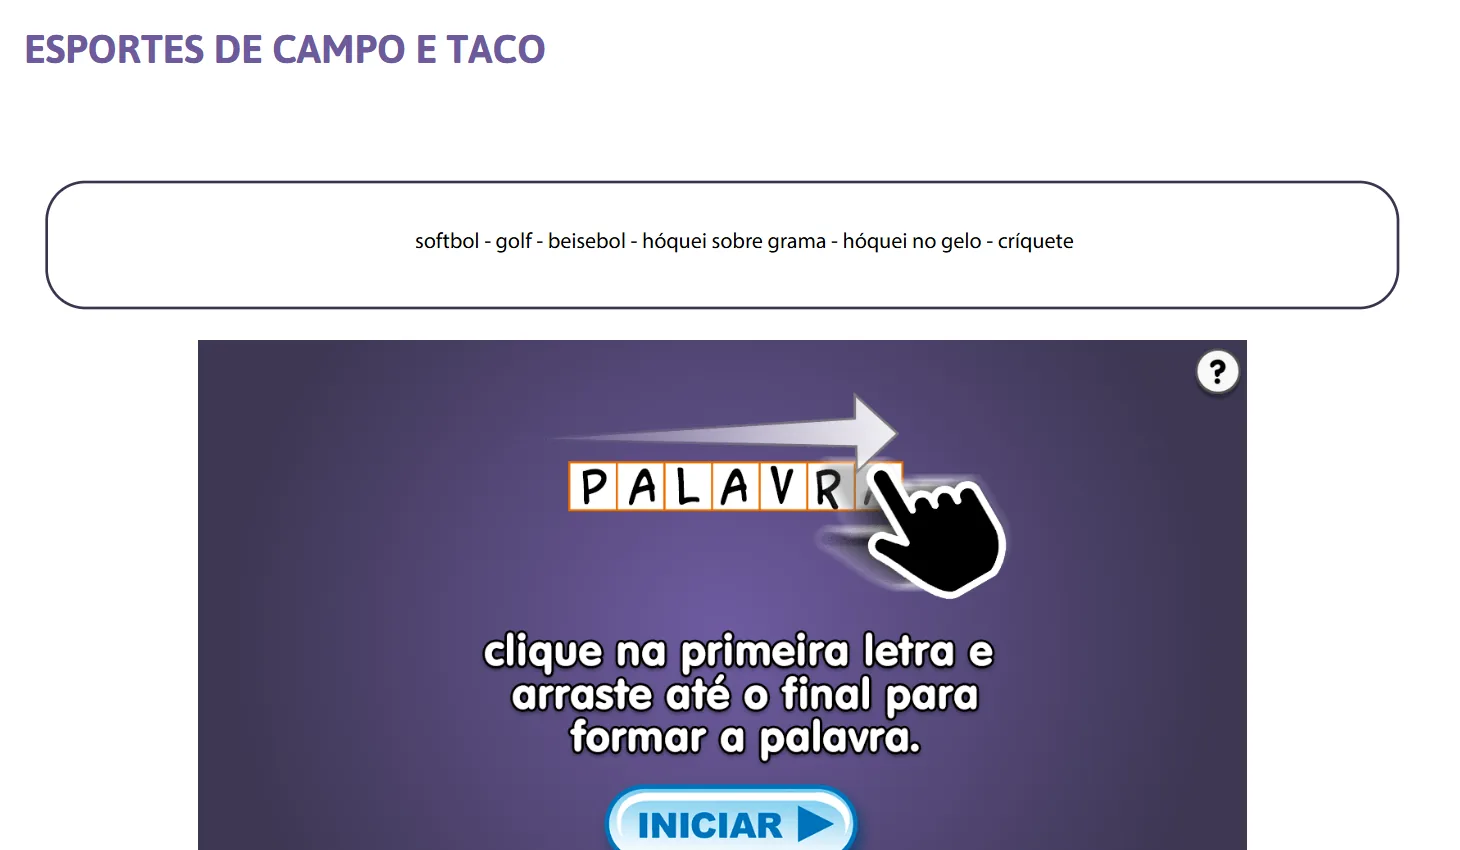 ESPORTES DE CAMPO E TACO
softbol - golf - beisebol - hóquei sobre grama - hóquei no gelo - críquete
?
PALAVRA
clique na primeira letra e
arraste até o final para
formar a palavra.
INICIAR